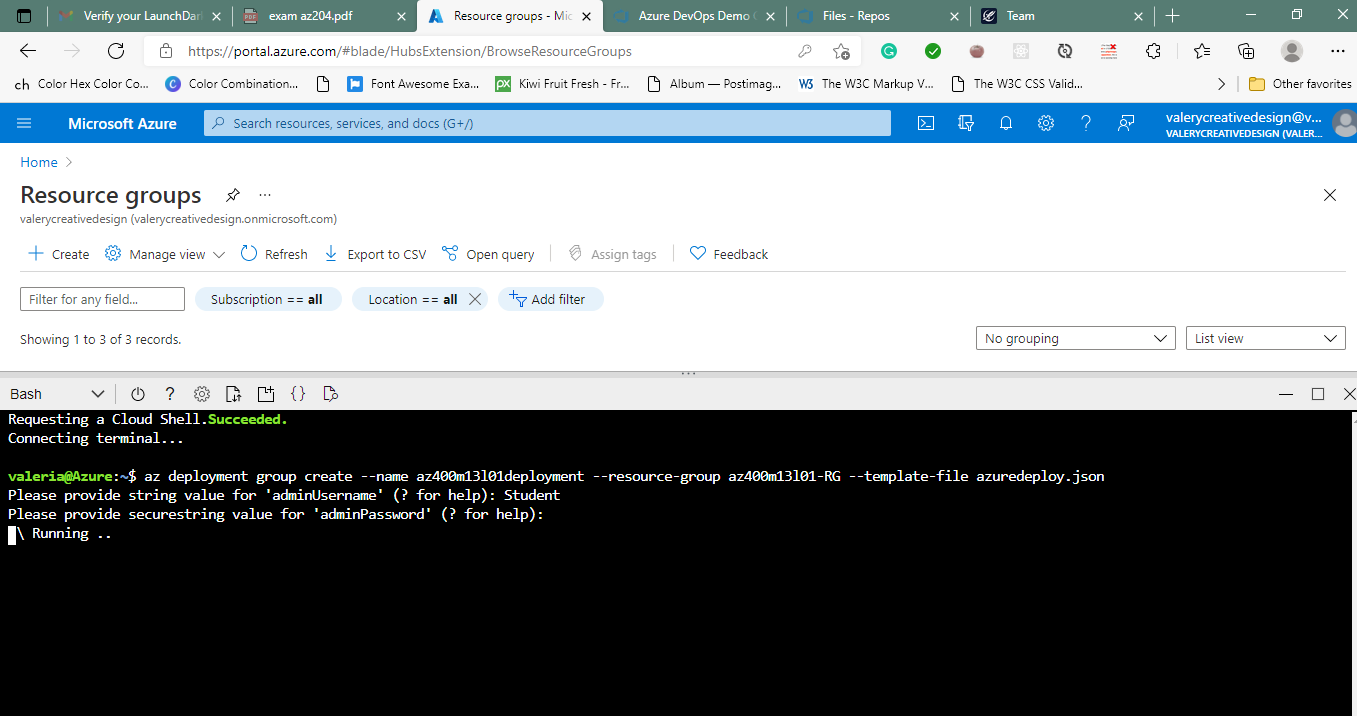 Verify your LaunchDar
exam az204.pdf
Resource groups - Mic
Azure DevOps Demo
Files - Repos
Team
https://portal.azure.com/#blade/HubsExtension/BrowseResourceGroups
ch Color Hex Color Co...
C Color Combination...
Font Awesome Exa...
px Kiwi Fruit Fresh - Fr...
Album — Postimag...
W3 The W3C Markup V...
The W3C CSS Valid...
Other favorites
Microsoft Azure
Search resources, services, and docs (G+/)
valerycreativedesign@v...
VALERYCREATIVEDESIGN (VALER...
Home >
Resource groups
valerycreativedesign (valerycreativedesign.onmicrosoft.com)
Create
Manage view
Refresh
Export to CSV
Open query
Assign tags
Feedback
Filter for any field...
Subscription == all
Location == all
Add filter
Showing 1 to 3 of 3 records.
No grouping
List view
Bash
Requesting a Cloud Shell.Succeeded.
Connecting terminal...
valeria@Azure:~$ az deployment group create --name az400m13l01deployment --resource-group az400m13l01-RG --template-file azuredeploy.json
Please provide string value for 'adminUsername' (? for help): Student
Please provide securestring value for 'adminPassword' (? for help):
\ Running ..